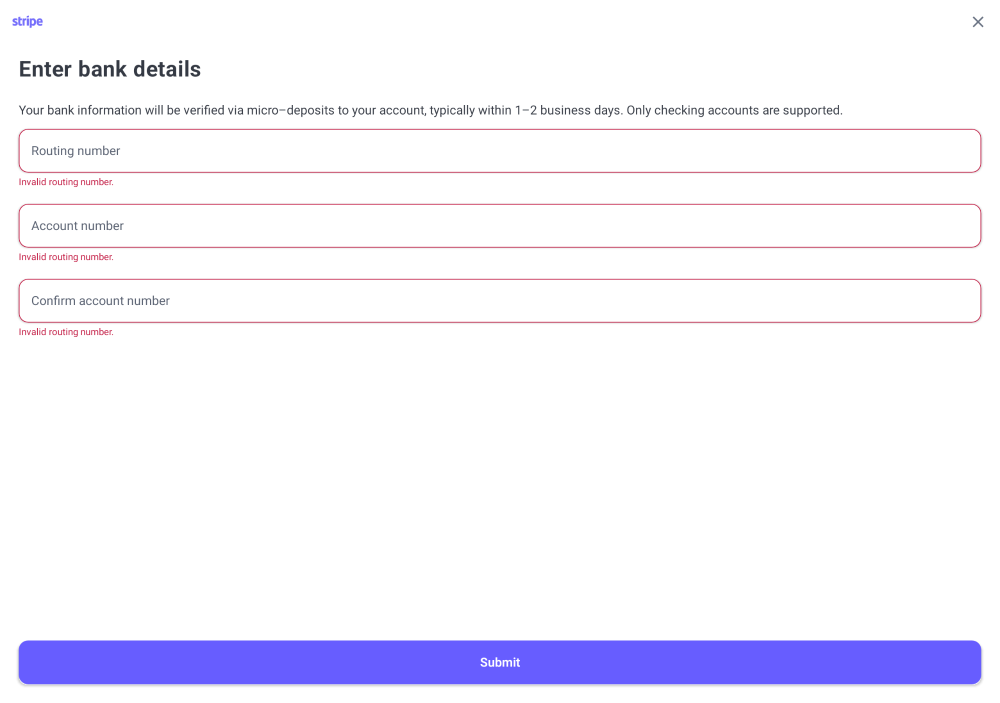 stripe
Enter bank details
Your bank information will be verified via micro–deposits to your account, typically within 1–2 business days. Only checking accounts are supported.
Routing number
Invalid routing number.
Account number
Invalid routing number.
Confirm account number
Invalid routing number.
Submit